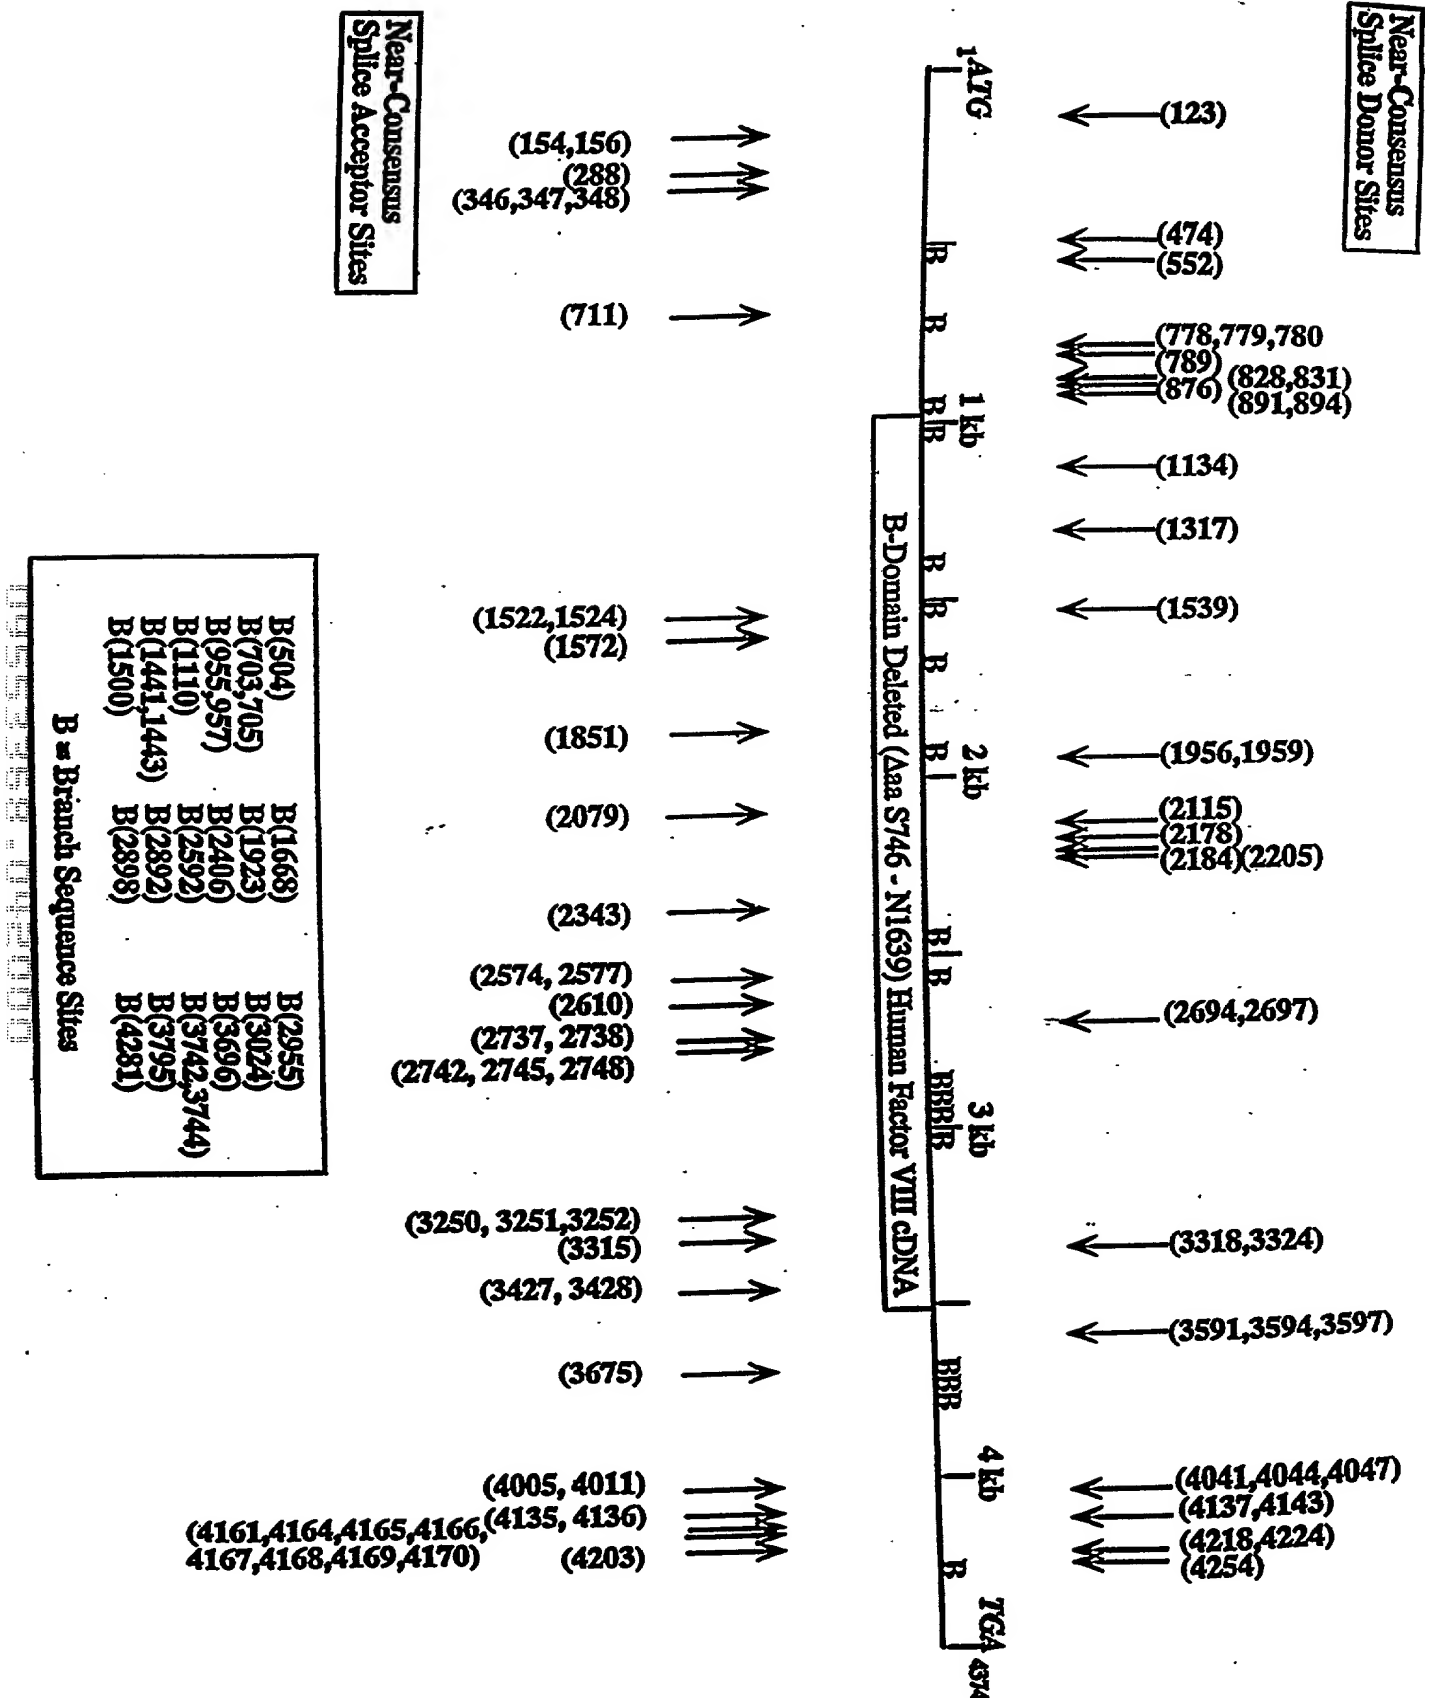 Near-Consensus
Splice Donor Sites
(123)
(474)
(552)
(778,779,780
(789)
(828,831)
(876)
(891,894)
(1134)
(1317)
(1539)
(1956,1959)
(2115)
(2178)
(2184)(2205)
(2694,2697)
(3318,3324)
(3591,3594,3597)
(4041,4044,4047)
(4137,4143)
(4218,4224)
(4254)
1
ATG
1 kb
2 kb
3 kb
4 kb
TGA
4374
B
B
B
B
B
B
B
B
B
B
BBB
B
BBB
B
B-Domain Deleted (Δaa S746 - N1639) Human Factor VIII cDNA
Near-Consensus
Splice Acceptor Sites
(154,156)
(288)
(346,347,348)
(711)
(1522,1524)
(1572)
(1851)
(2079)
(2343)
(2574, 2577)
(2610)
(2737, 2738)
(2742, 2745, 2748)
(3250, 3251,3252)
(3315)
(3427, 3428)
(3675)
(4005, 4011)
(4135, 4136)
(4161,4164,4165,4166,
4167,4168,4169,4170)
(4203)
B(504)
B(703,705)
B(955,957)
B(1110)
B(1441,1443)
B(1500)
B(1668)
B(1923)
B(2406)
B(2592)
B(2892)
B(2898)
B(2955)
B(3024)
B(3696)
B(3742,3744)
B(3795)
B(4281)
B = Branch Sequence Sites